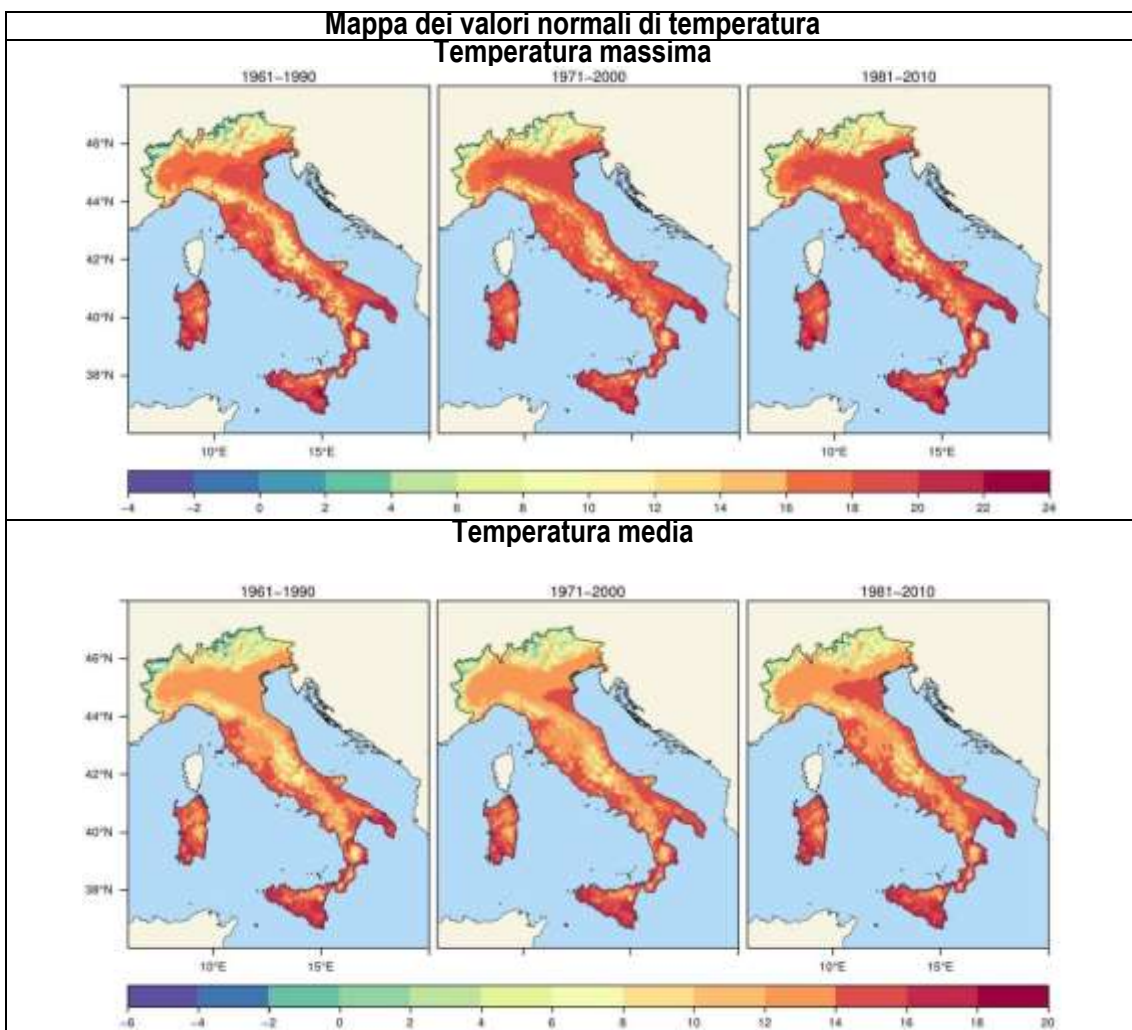 Mappa dei valori normali di temperatura
Temperatura massima
1961−1990 1971−2000 1981−2010
46°N
44°N
42°N
40°N
38°N
10°E 15°E 10°E 15°E
−4 −2 0 2 4 6 8 10 12 14 16 18 20 22 24
Temperatura media
1961−1990 1971−2000 1981−2010
46°N
44°N
42°N
40°N
38°N
10°E 15°E 10°E 15°E
−6 −4 −2 0 2 4 6 8 10 12 14 16 18 20